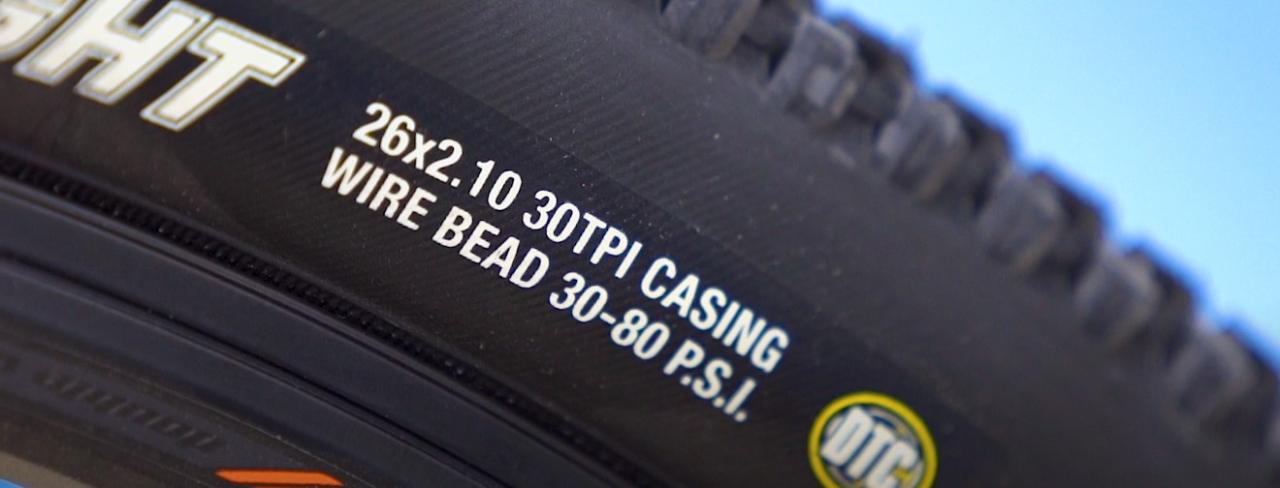 GHT
26x2.10 30TPI CASING
WIRE BEAD 30-80 P.S.I.
DTC